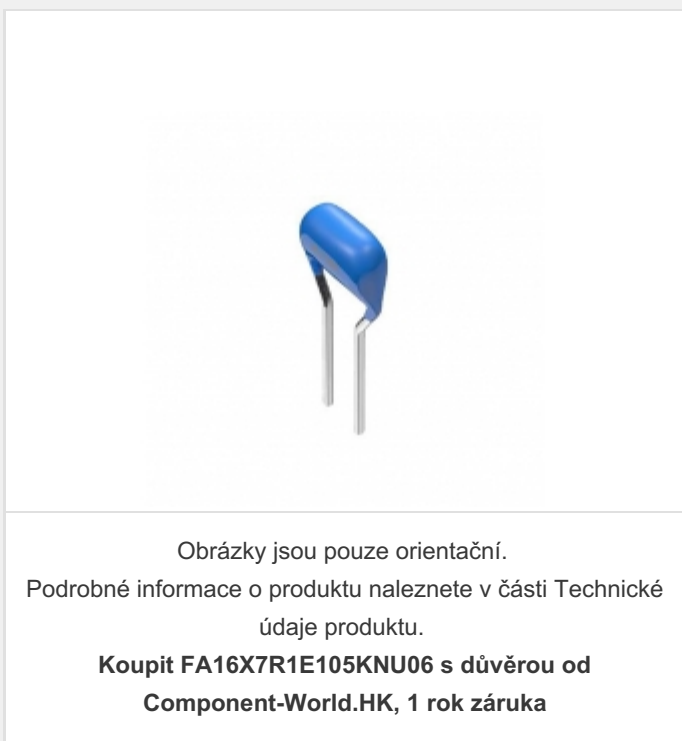 Obrázky jsou pouze orientační.
Podrobné informace o produktu naleznete v části Technické
údaje produktu.
Koupit FA16X7R1E105KNU06 s důvěrou od
Component-World.HK, 1 rok záruka